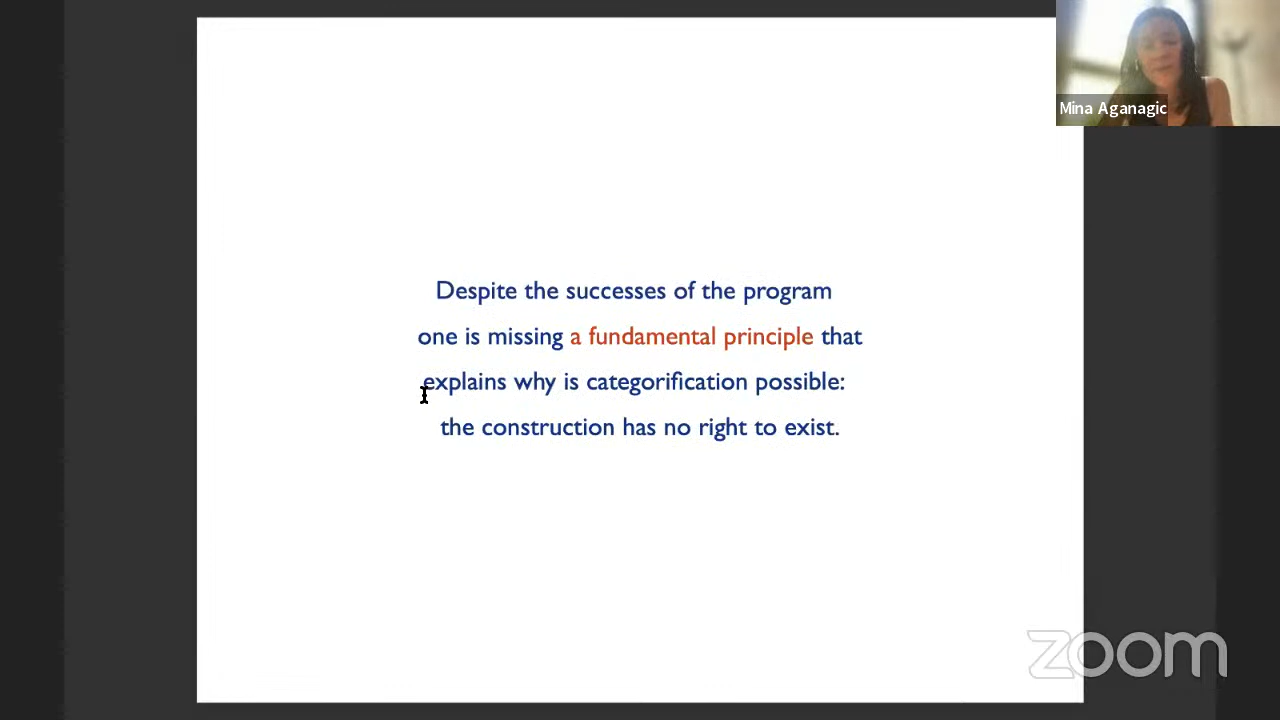 Mina Aganagic
Despite the successes of the program
one is missing a fundamental principle that
explains why is categorification possible:
the construction has no right to exist.
zoom